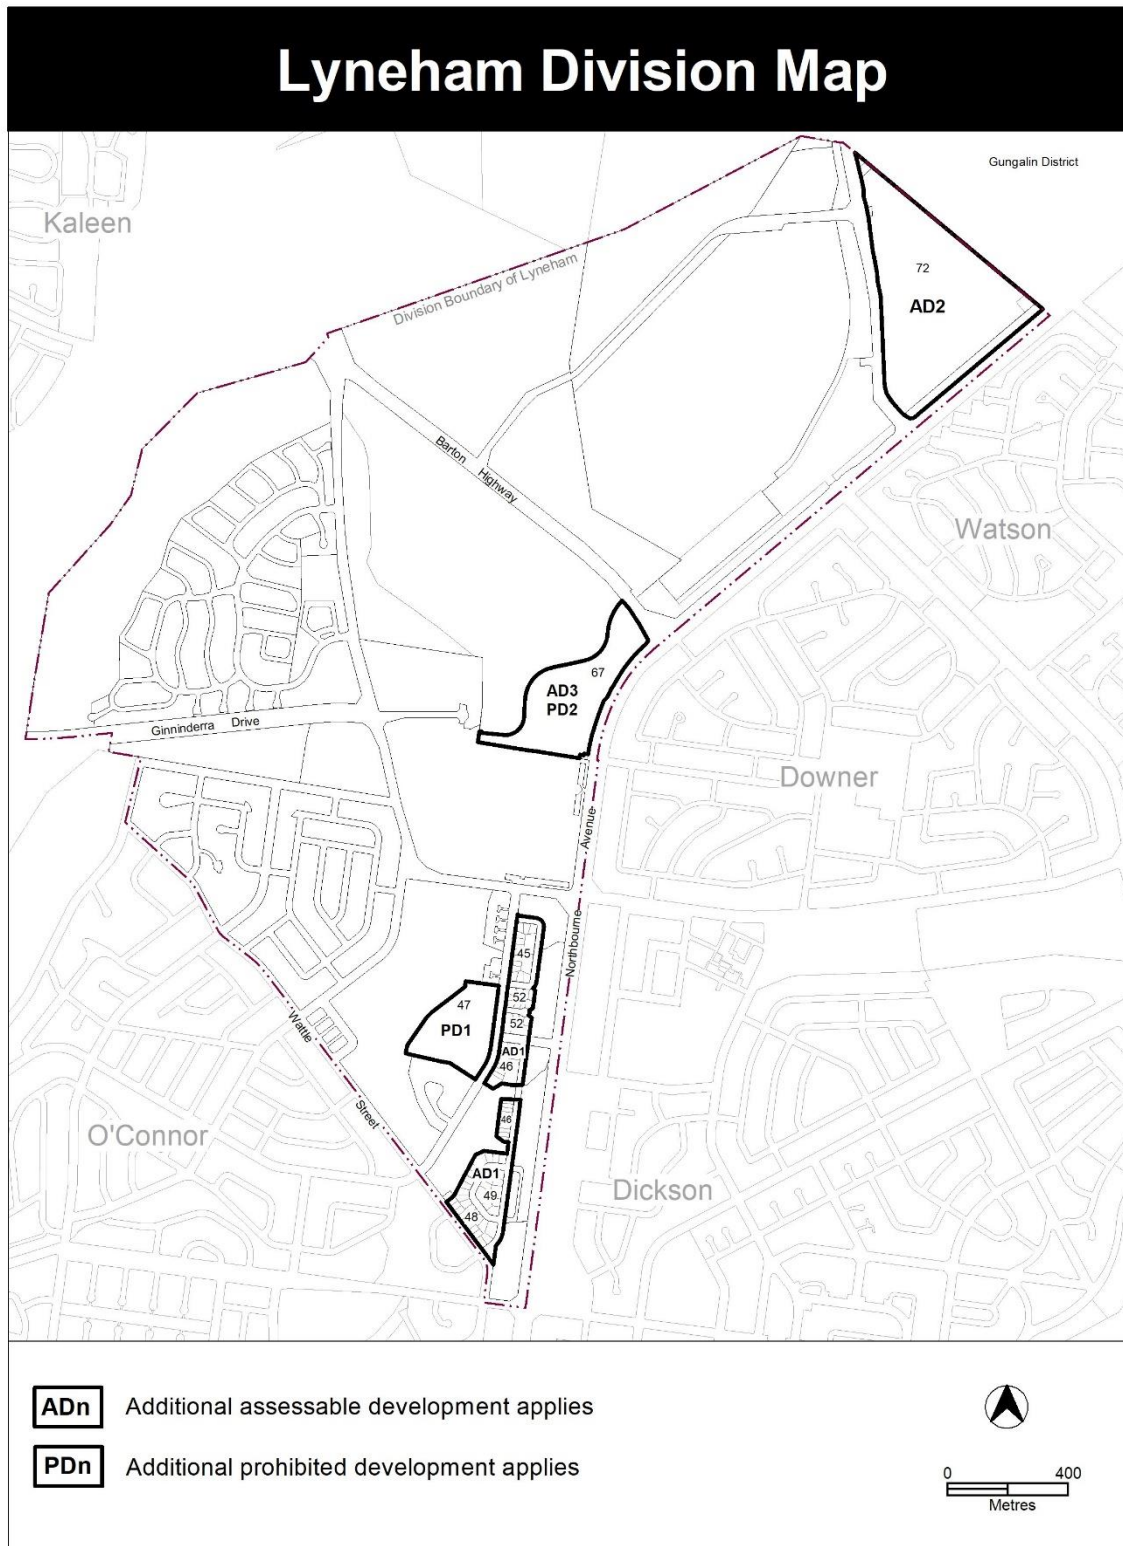 Lyneham Division Map
Gungalin District
Kaleen
Division Boundary of Lyneham
72
AD2
Barton Highway
Watson
67
AD3
PD2
Ginninderra Drive
Downer
Northbourne Avenue
45
47
52
PD1
52
AD1
46
Wattle Street
46
O'Connor
AD1
Dickson
49
48
ADn Additional assessable development applies
PDn Additional prohibited development applies
0 400
Metres